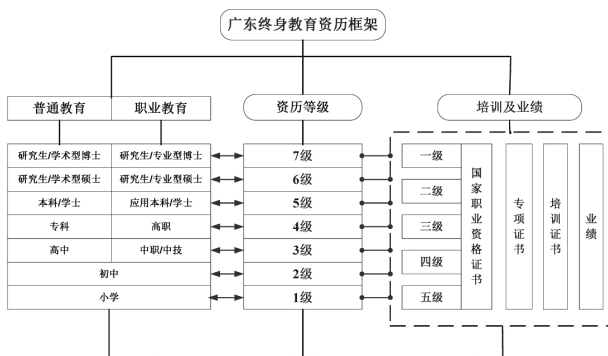 广东终身教育资历框架
普通教育 职业教育 资历等级 培训及业绩
研究生/学术型博士 研究生/专业型博士 7级 一级
研究生/学术型硕士 研究生/专业型硕士 6级 二级
本科/学士 应用本科/学士 5级 三级
专科 高职 4级 四级
高中 中职/中技 3级 五级
初中 2级
小学 1级
国家职业资格证书
专项证书
培训证书
业绩